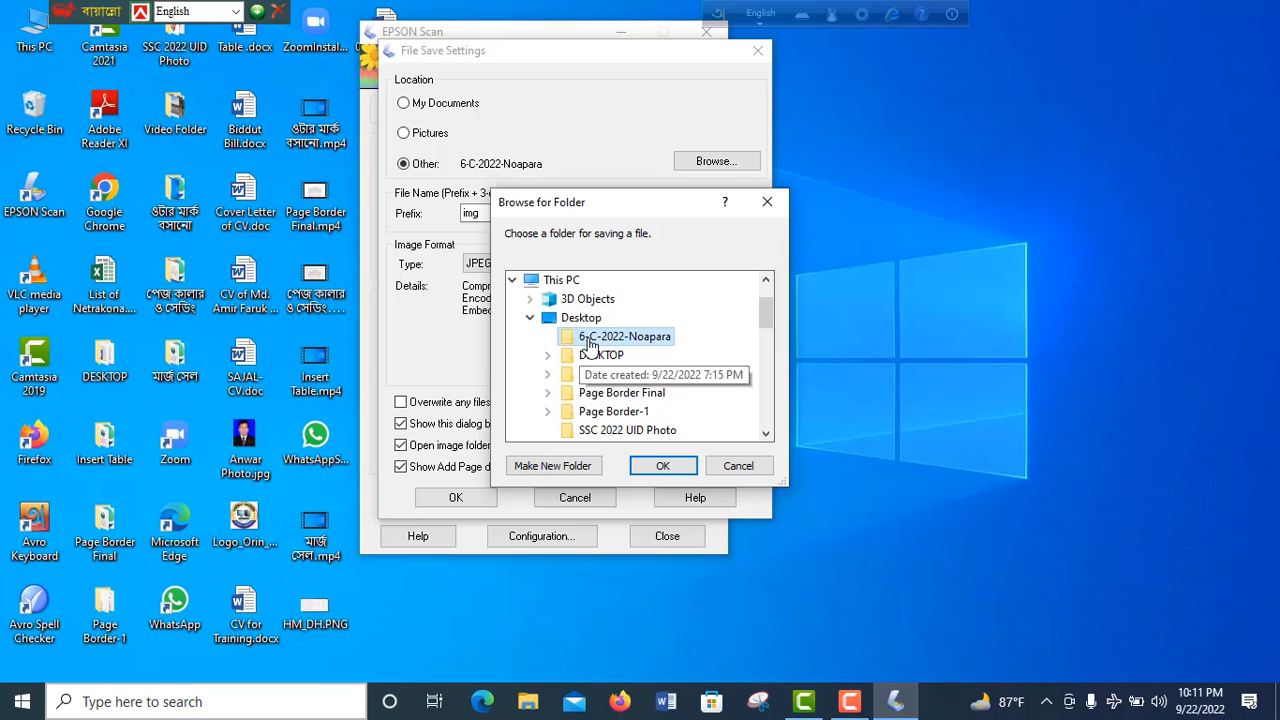 বায়ান্নো
English
English
This PC
Camtasia
2021
SSC 2022 UID
Photo
Table .docx
ZoomInstal...
Recycle Bin
Adobe
Reader XI
Video Folder
Biddut
Bill.docx
ওটার মার্ক
বসানো.mp4
EPSON Scan
Google
Chrome
ওটার মার্ক
বসানো
Cover Letter
of CV.doc
Page Border
Final.mp4
VLC media
player
List of
Netrakona...
পেজ কালার
ও সেডিং
CV of Md.
Amir Faruk ...
পেজ কালার
ও সেডিং....
Camtasia
2019
DESKTOP
মার্জ সেল
SAJAL-
CV.doc
Insert
Table.mp4
Firefox
Insert Table
Zoom
Anwar
Photo.jpg
WhatsAppS...
Avro
Keyboard
Page Border
Final
Microsoft
Edge
Logo_Orin_...
মার্জ
সেল.mp4
Avro Spell
Checker
Page
Border-1
WhatsApp
CV for
Training.docx
HM_DH.PNG
EPSON Scan
File Save Settings
Location
My Documents
Pictures
Other: 6-C-2022-Noapara Browse...
File Name (Prefix + 3-
Prefix: img
Image Format
Type: JPEG
Details: Compr
Encod
Embe
Overwrite any files
Show this dialog b
Open image folder
Show Add Page d
OK Cancel Help
Help Configuration... Close
Browse for Folder ?
Choose a folder for saving a file.
This PC
3D Objects
Desktop
6-C-2022-Noapara
Date created: 9/22/2022 7:15 PM
Page Border Final
Page Border-1
SSC 2022 UID Photo
Make New Folder OK Cancel
Type here to search
87°F
10:11 PM
9/22/2022